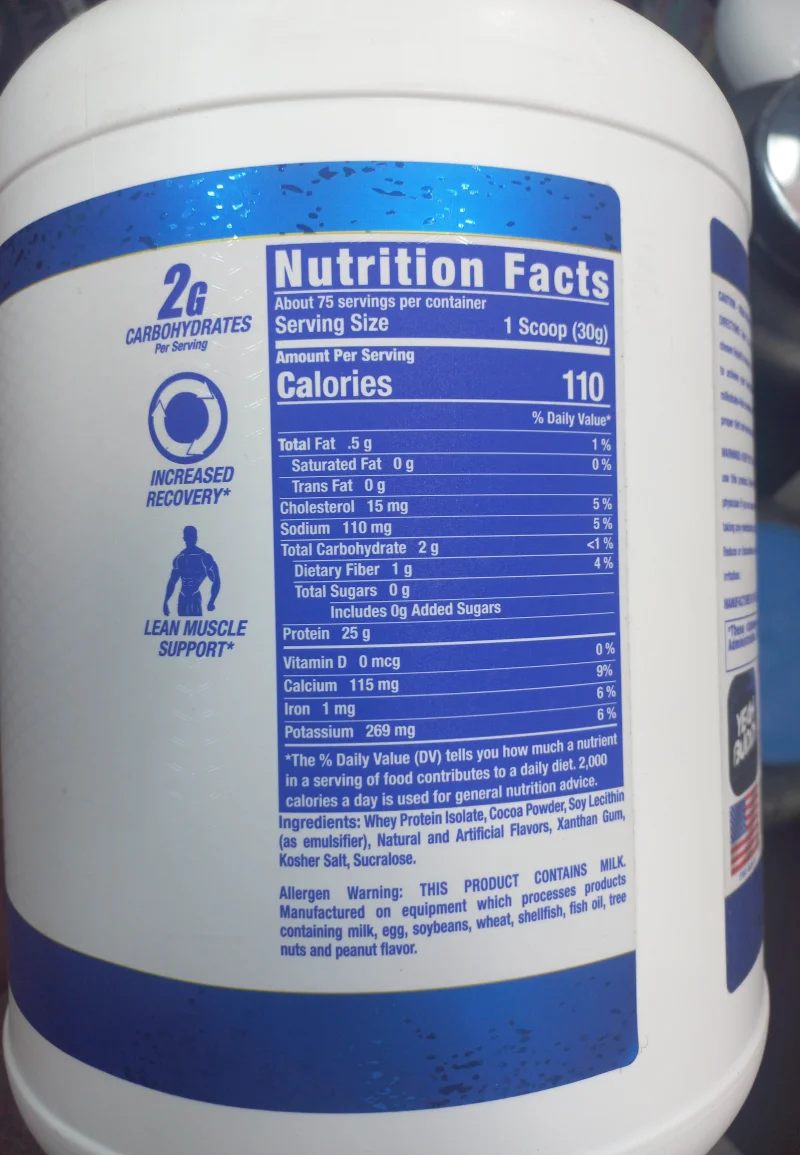 2G
CARBOHYDRATES
Per Serving
INCREASED
RECOVERY*
LEAN MUSCLE
SUPPORT*
Nutrition Facts
About 75 servings per container
Serving Size 1 Scoop (30g)
Amount Per Serving
Calories 110
% Daily Value*
Total Fat .5 g 1%
Saturated Fat 0 g 0%
Trans Fat 0 g
Cholesterol 15 mg 5%
Sodium 110 mg 5%
Total Carbohydrate 2 g <1%
Dietary Fiber 1 g 4%
Total Sugars 0 g
Includes 0g Added Sugars
Protein 25 g
Vitamin D 0 mcg 0%
Calcium 115 mg 9%
Iron 1 mg 6%
Potassium 269 mg 6%
*The % Daily Value (DV) tells you how much a nutrient
in a serving of food contributes to a daily diet. 2,000
calories a day is used for general nutrition advice.
Ingredients: Whey Protein Isolate, Cocoa Powder, Soy Lecithin
(as emulsifier), Natural and Artificial Flavors, Xanthan Gum,
Kosher Salt, Sucralose.
Allergen Warning: THIS PRODUCT CONTAINS MILK.
Manufactured on equipment which processes products
containing milk, egg, soybeans, wheat, shellfish, fish oil, tree
nuts and peanut flavor.